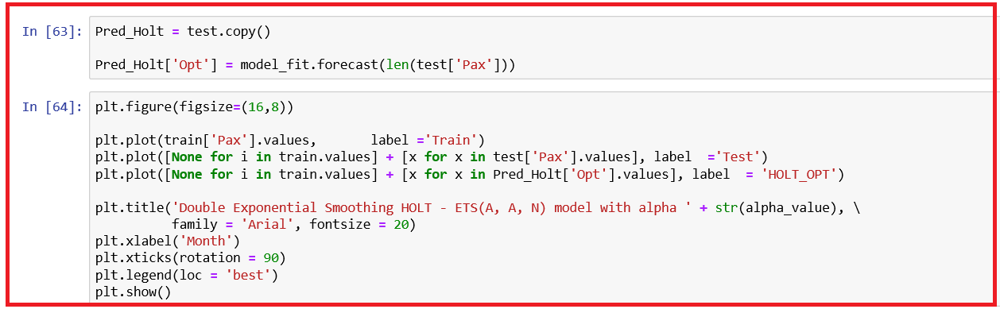 In [63]: Pred_Holt = test.copy()
Pred_Holt['Opt'] = model_fit.forecast(len(test['Pax']))
In [64]: plt.figure(figsize=(16,8))
plt.plot(train['Pax'].values,       label ='Train')
plt.plot([None for i in train.values] + [x for x in test['Pax'].values], label  ='Test')
plt.plot([None for i in train.values] + [x for x in Pred_Holt['Opt'].values], label  = 'HOLT_OPT')
plt.title('Double Exponential Smoothing HOLT - ETS(A, A, N) model with alpha ' + str(alpha_value), \
          family = 'Arial', fontsize = 20)
plt.xlabel('Month')
plt.xticks(rotation = 90)
plt.legend(loc = 'best')
plt.show()